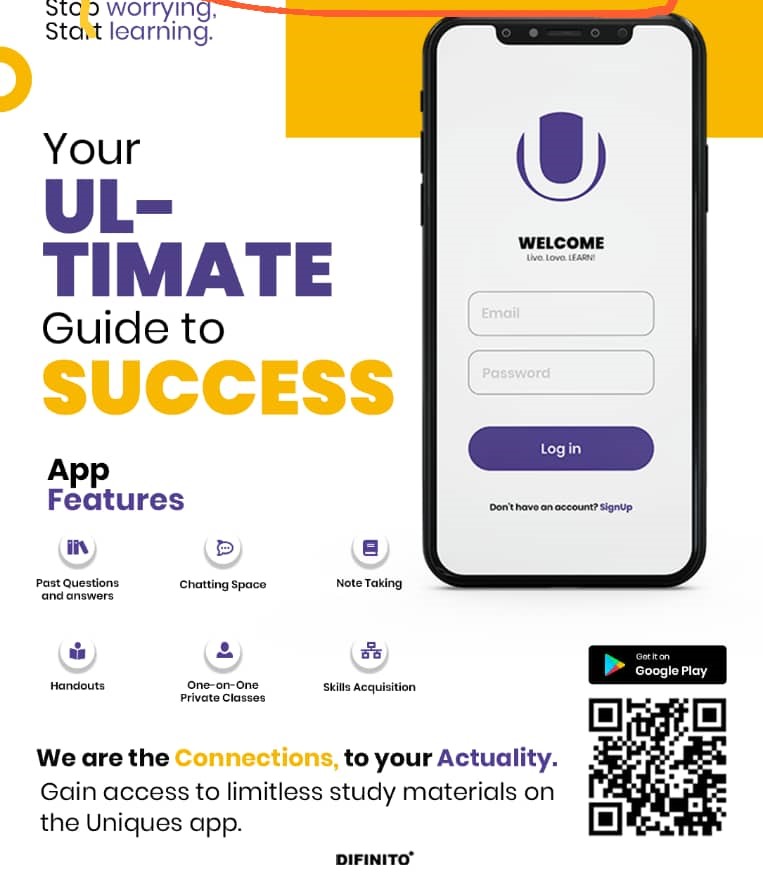 Stop worrying,
Start learning.
Your
UL-
TIMATE
Guide to
SUCCESS
App
Features
Past Questions
and answers
Chatting Space
Note Taking
Handouts
One-on-One
Private Classes
Skills Acquisition
WELCOME
Live. Love. LEARN!
Email
Password
Log in
Don't have an account? SignUp
Get it on
Google Play
We are the Connections, to your Actuality.
Gain access to limitless study materials on
the Uniques app.
DIFINITO